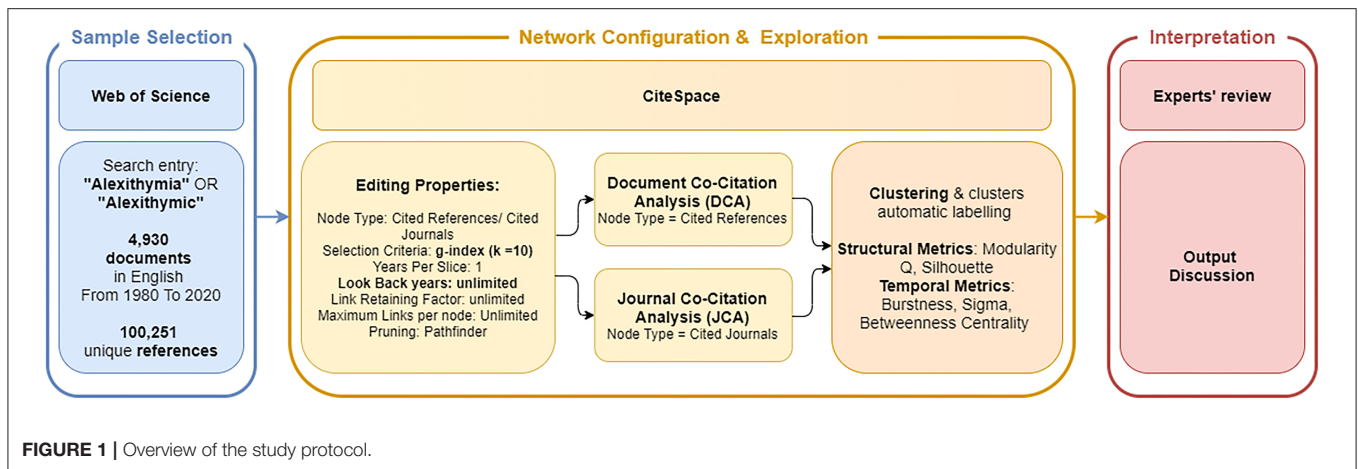 Sample Selection
Web of Science
Search entry:
"Alexithymia" OR
"Alexithymic"
4,930
documents
in English
From 1980 To 2020
100,251
unique references
Network Configuration & Exploration
CiteSpace
Editing Properties:
Node Type: Cited References/ Cited
Journals
Selection Criteria: g-index (k =10)
Years Per Slice: 1
Look Back years: unlimited
Link Retaining Factor: unlimited
Maximum Links per node: Unlimited
Pruning: Pathfinder
Document Co-Citation
Analysis (DCA)
Node Type = Cited References
Journal Co-Citation
Analysis (JCA)
Node Type = Cited Journals
Clustering & clusters
automatic labelling
Structural Metrics: Modularity
Q, Silhouette
Temporal Metrics:
Burstness, Sigma,
Betweenness Centrality
Interpretation
Experts' review
Output
Discussion
FIGURE 1 | Overview of the study protocol.